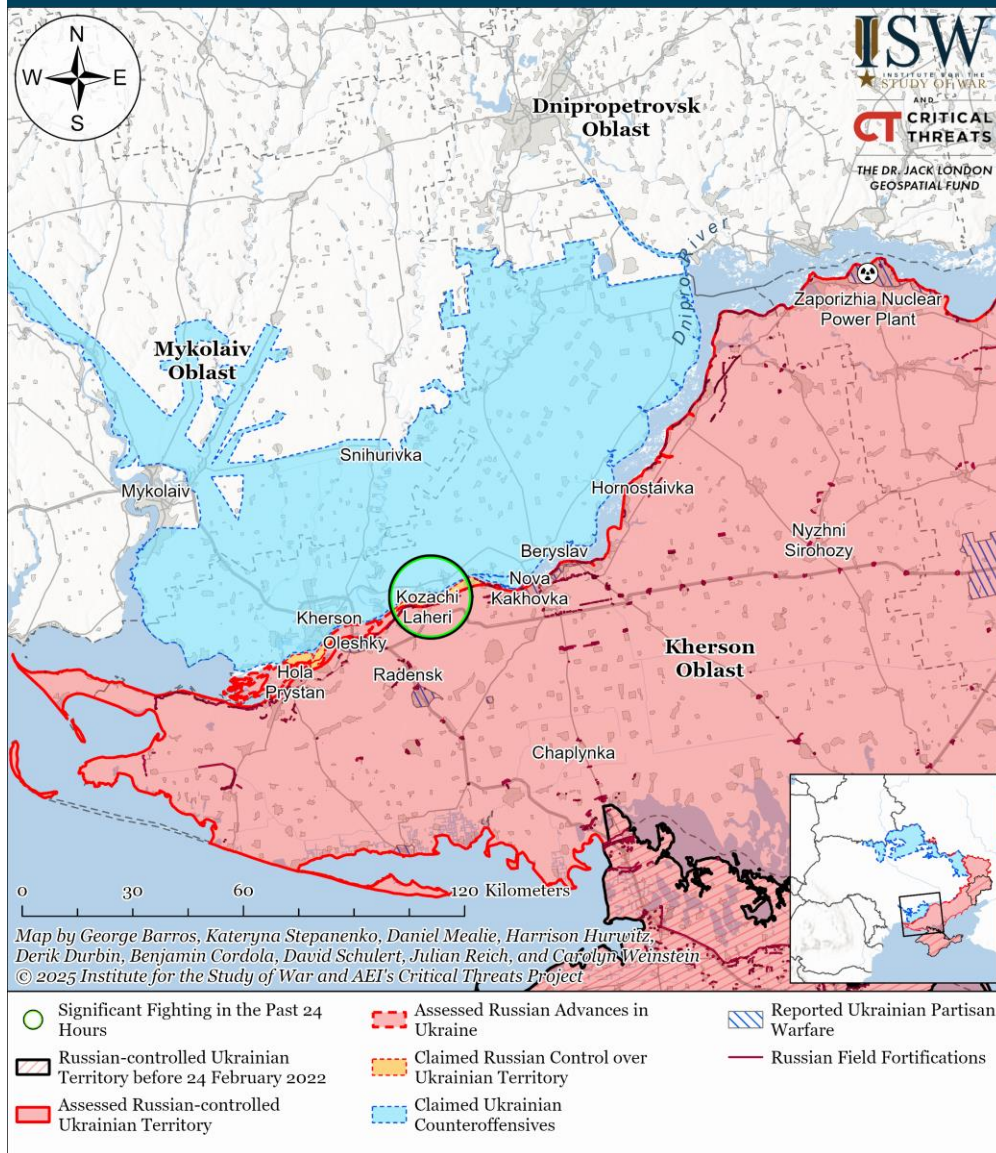 N
W E
S
ISW
INSTITUTE FOR THE
STUDY OF WAR
AND
CT CRITICAL
THREATS
THE DR. JACK LONDON
GEOSPATIAL FUND
Dnipropetrovsk
Oblast
Dnipro River
Zaporizhia Nuclear
Power Plant
Mykolaiv
Oblast
Snihurivka
Mykolaiv
Hornostaivka
Nyzhni
Sirohozy
Beryslav
Nova
Kakhovka
Kozachi
Laheri
Kherson
Oleshky
Kherson
Oblast
Hola
Prystan
Radensk
Chaplynka
0 30 60 120 Kilometers
Map by George Barros, Kateryna Stepanenko, Daniel Mealie, Harrison Hurwitz,
Derik Durbin, Benjamin Cordola, David Schulert, Julian Reich, and Carolyn Weinstein
© 2025 Institute for the Study of War and AEI's Critical Threats Project
Significant Fighting in the Past 24
Hours
Russian-controlled Ukrainian
Territory before 24 February 2022
Assessed Russian-controlled
Ukrainian Territory
Assessed Russian Advances in
Ukraine
Claimed Russian Control over
Ukrainian Territory
Claimed Ukrainian
Counteroffensives
Reported Ukrainian Partisan
Warfare
Russian Field Fortifications